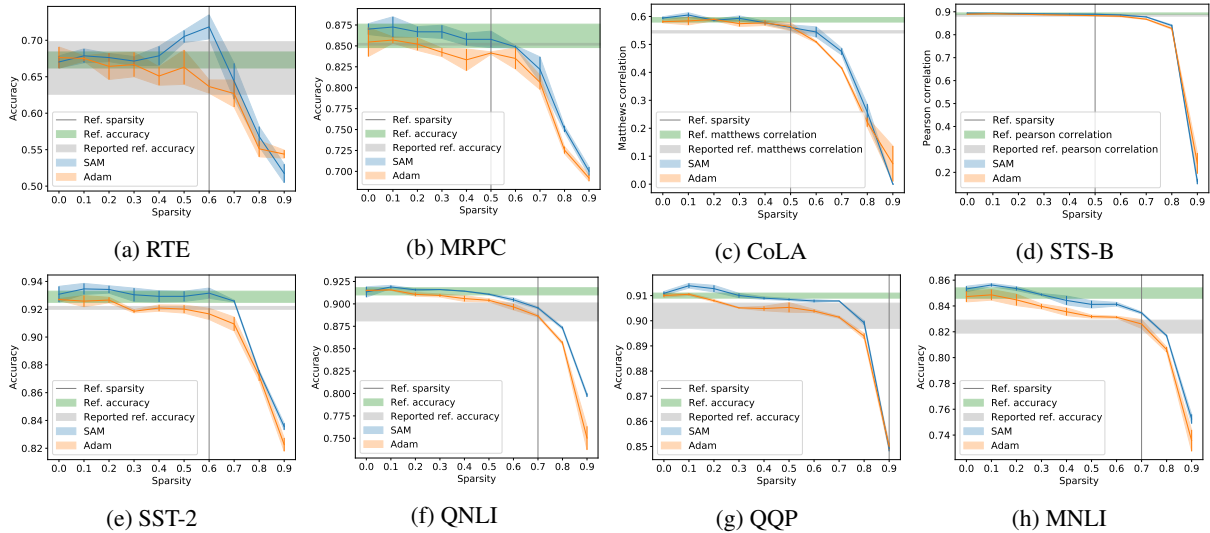 Accuracy
0.70
0.65
0.60
0.55
0.50
Ref. sparsity
Ref. accuracy
Reported ref. accuracy
SAM
Adam
0.0 0.1 0.2 0.3 0.4 0.5 0.6 0.7 0.8 0.9
Sparsity
(a) RTE
Accuracy
0.875
0.850
0.825
0.800
0.775
0.750
0.725
0.700
Ref. sparsity
Ref. accuracy
Reported ref. accuracy
SAM
Adam
0.0 0.1 0.2 0.3 0.4 0.5 0.6 0.7 0.8 0.9
Sparsity
(b) MRPC
Matthews correlation
0.6
0.5
0.4
0.3
0.2
0.1
0.0
Ref. sparsity
Ref. matthews correlation
Reported ref. matthews correlation
SAM
Adam
0.0 0.1 0.2 0.3 0.4 0.5 0.6 0.7 0.8 0.9
Sparsity
(c) CoLA
Pearson correlation
0.9
0.8
0.7
0.6
0.5
0.4
0.3
0.2
Ref. sparsity
Ref. pearson correlation
Reported ref. pearson correlation
SAM
Adam
0.0 0.1 0.2 0.3 0.4 0.5 0.6 0.7 0.8 0.9
Sparsity
(d) STS-B
Accuracy
0.94
0.92
0.90
0.88
0.86
0.84
0.82
Ref. sparsity
Ref. accuracy
Reported ref. accuracy
SAM
Adam
0.0 0.1 0.2 0.3 0.4 0.5 0.6 0.7 0.8 0.9
Sparsity
(e) SST-2
Accuracy
0.925
0.900
0.875
0.850
0.825
0.800
0.775
0.750
Ref. sparsity
Ref. accuracy
Reported ref. accuracy
SAM
Adam
0.0 0.1 0.2 0.3 0.4 0.5 0.6 0.7 0.8 0.9
Sparsity
(f) QNLI
Accuracy
0.91
0.90
0.89
0.88
0.87
0.86
0.85
Ref. sparsity
Ref. accuracy
Reported ref. accuracy
SAM
Adam
0.0 0.1 0.2 0.3 0.4 0.5 0.6 0.7 0.8 0.9
Sparsity
(g) QQP
Accuracy
0.86
0.84
0.82
0.80
0.78
0.76
0.74
Ref. sparsity
Ref. accuracy
Reported ref. accuracy
SAM
Adam
0.0 0.1 0.2 0.3 0.4 0.5 0.6 0.7 0.8 0.9
Sparsity
(h) MNLI